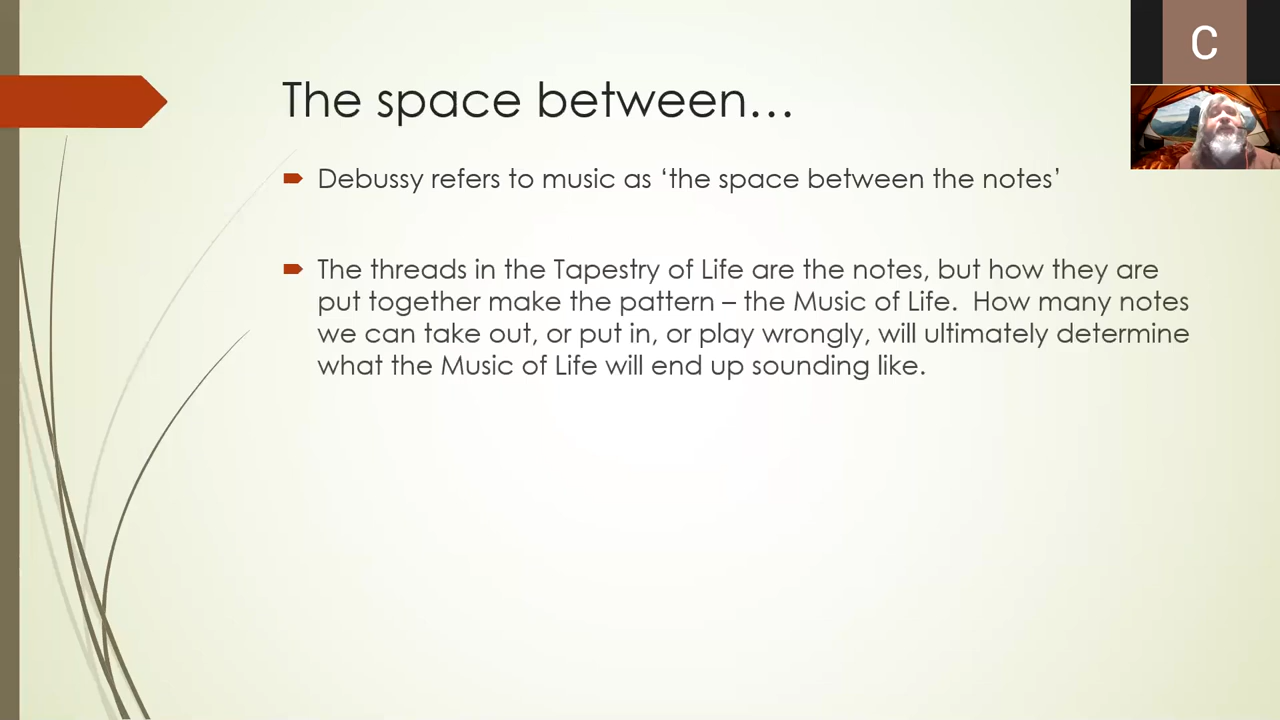 The space between…
C
Debussy refers to music as ‘the space between the notes’
The threads in the Tapestry of Life are the notes, but how they are
put together make the pattern – the Music of Life.  How many notes
we can take out, or put in, or play wrongly, will ultimately determine
what the Music of Life will end up sounding like.